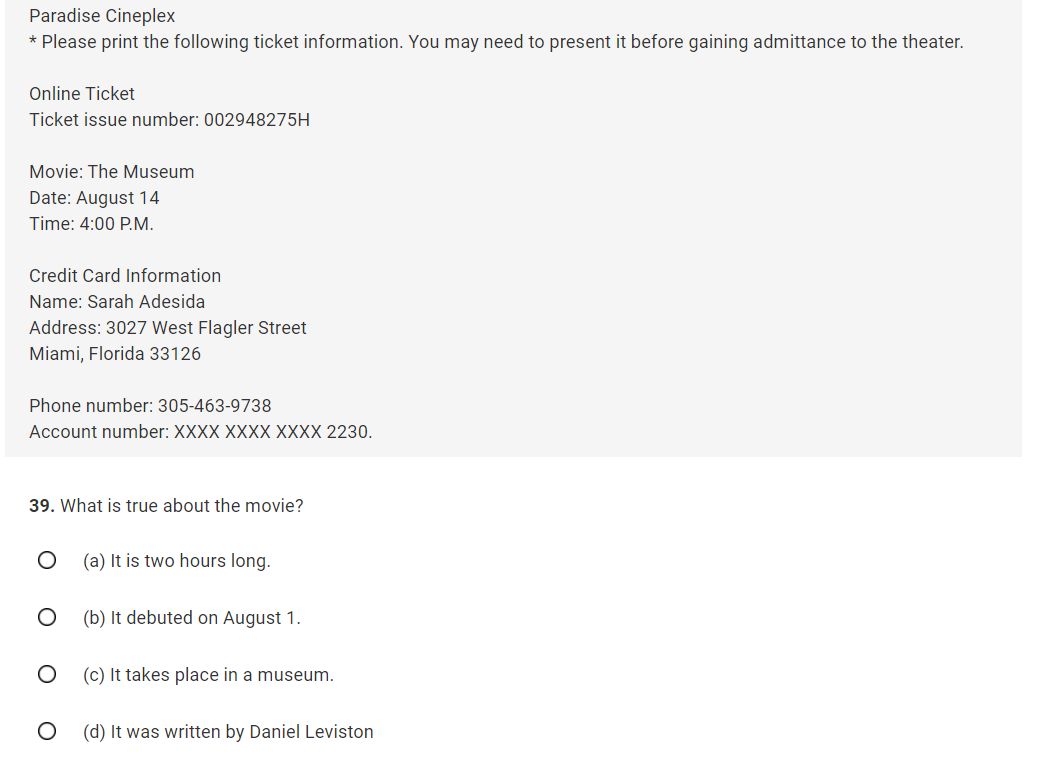 Paradise Cineplex
* Please print the following ticket information. You may need to present it before gaining admittance to the theater.
Online Ticket
Ticket issue number: 002948275H
Movie: The Museum
Date: August 14
Time: 4:00 P.M.
Credit Card Information
Name: Sarah Adesida
Address: 3027 West Flagler Street
Miami, Florida 33126
Phone number: 305-463-9738
Account number: XXXX XXXX XXXX 2230.
39. What is true about the movie?
(a) It is two hours long.
(b) It debuted on August 1.
(c) It takes place in a museum.
(d) It was written by Daniel Leviston